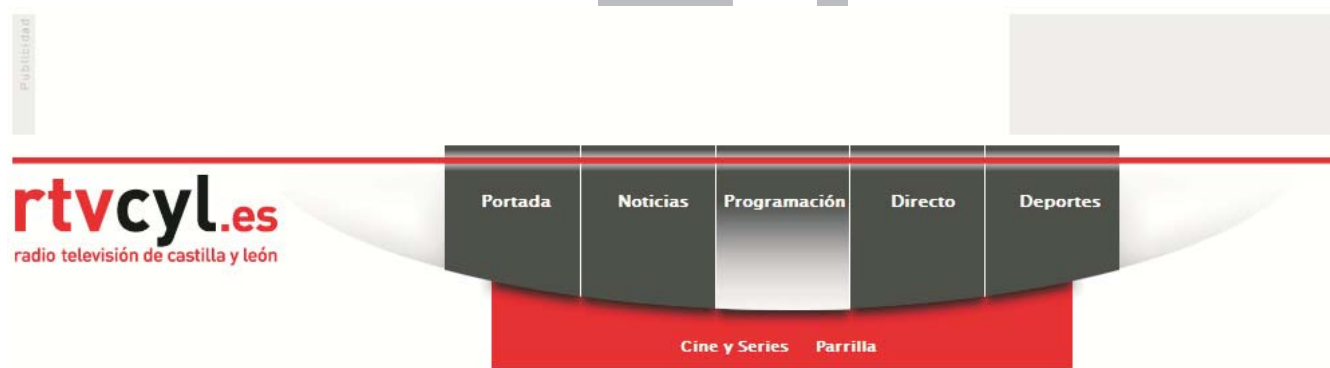 Publicidad
rtvcyl.es
radio televisión de castilla y león
Portada Noticias Programación Directo Deportes
Cine y Series Parrilla